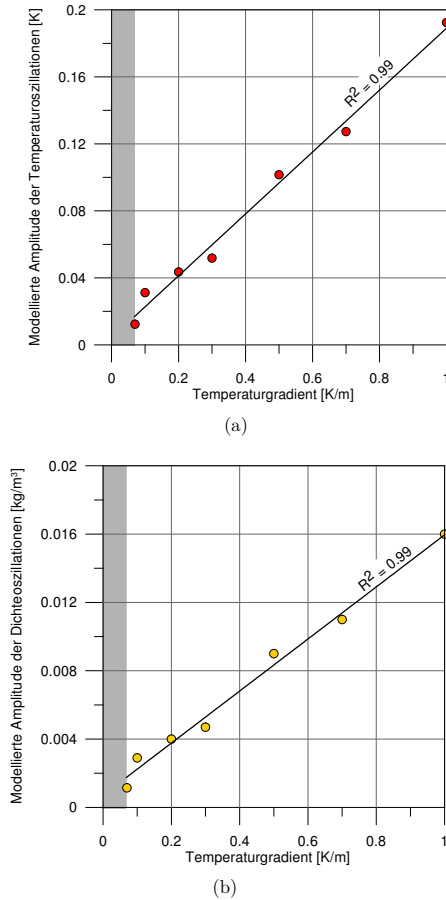 Modellierte Amplitude der Temperaturoszillationen [K]
0.2
0.16
0.12
0.08
0.04
0
R² = 0.99
0 0.2 0.4 0.6 0.8 1
Temperaturgradient [K/m]
(a)
Modellierte Amplitude der Dichteoszillationen [kg/m³]
0.02
0.016
0.012
0.008
0.004
0
R² = 0.99
0 0.2 0.4 0.6 0.8 1
Temperaturgradient [K/m]
(b)